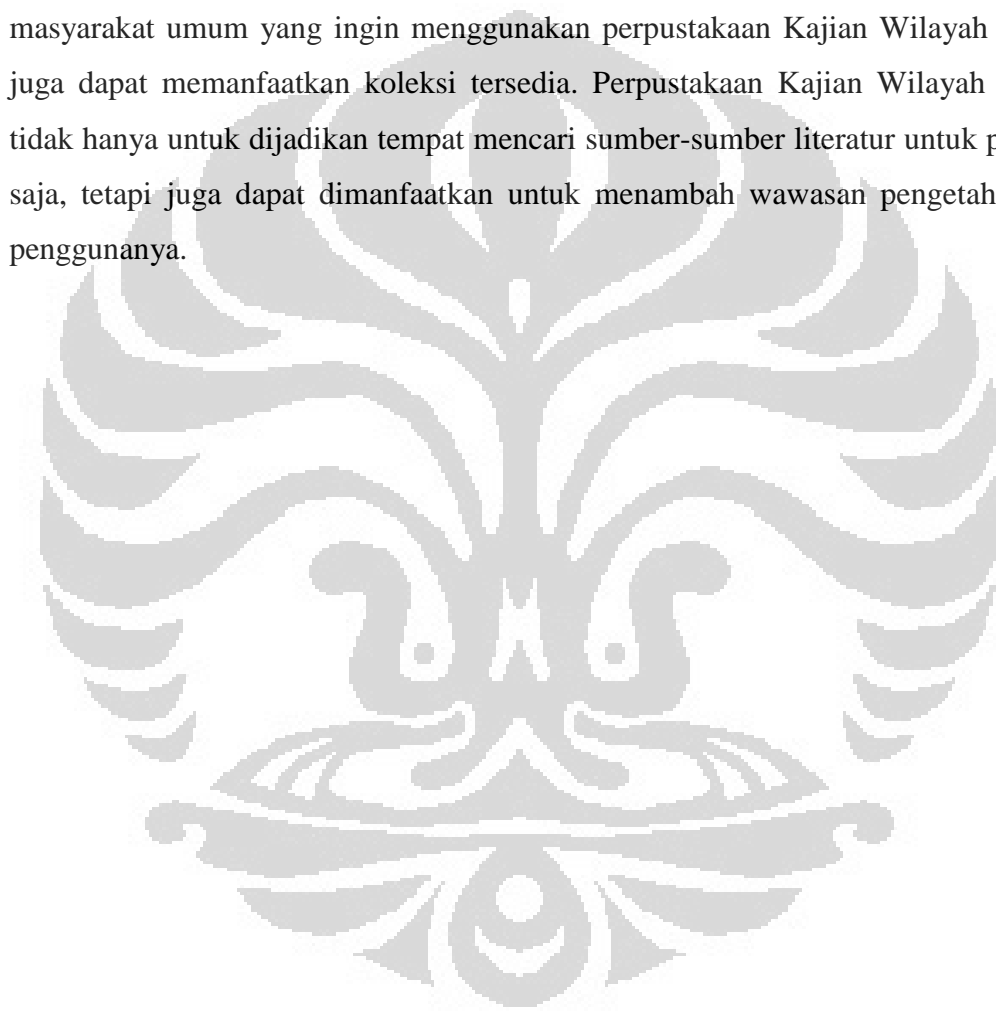 masyarakat umum yang ingin menggunakan perpustakaan Kajian Wilayah
juga dapat memanfaatkan koleksi tersedia. Perpustakaan Kajian Wilayah
tidak hanya untuk dijadikan tempat mencari sumber-sumber literatur untuk
saja, tetapi juga dapat dimanfaatkan untuk menambah wawasan
penggunanya.